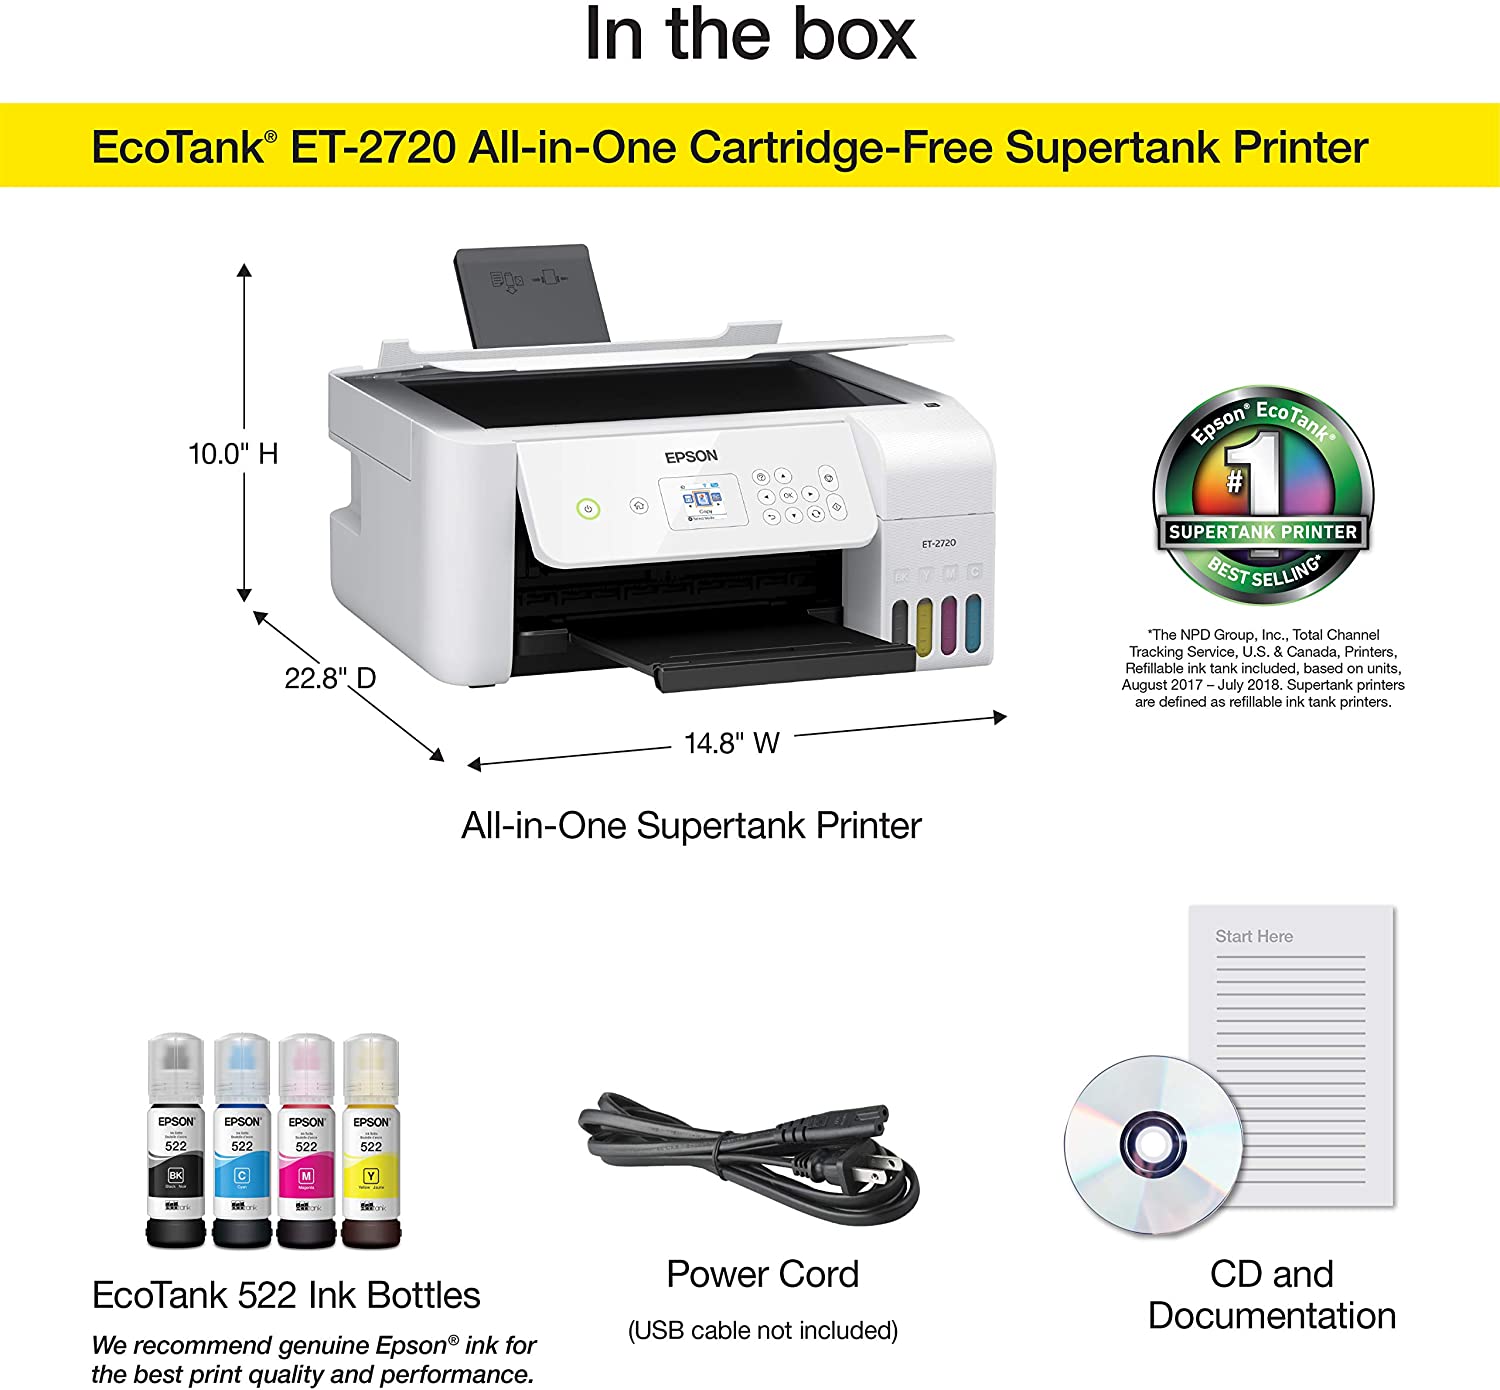 In the box
EcoTank® ET-2720 All-in-One Cartridge-Free Supertank Printer
10.0" H
22.8" D
14.8" W
EPSON
Copy
OK
ET-2720
BK Y M C
All-in-One Supertank Printer
Epson® EcoTank®
#1
SUPERTANK PRINTER
BEST SELLING*
*The NPD Group, Inc., Total Channel
Tracking Service, U.S. & Canada, Printers,
Refillable ink tank included, based on units,
August 2017 – July 2018. Supertank printers
are defined as refillable ink tank printers.
EPSON® EPSON® EPSON® EPSON®
522 522 522 522
BK C M Y
Cyan Magenta
EcoTank 522 Ink Bottles
We recommend genuine Epson® ink for
the best print quality and performance.
Power Cord
(USB cable not included)
Start Here
CD and
Documentation